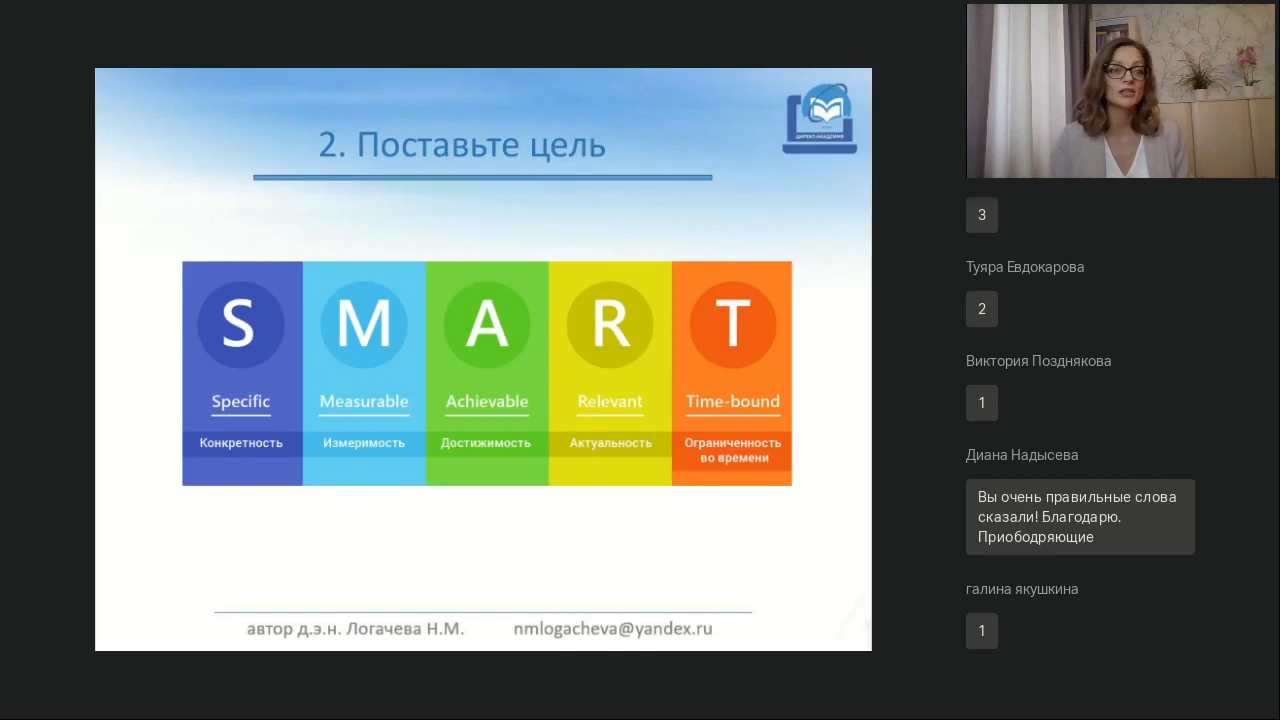 2. Поставьте цель
ДИРЕКТ-АКАДЕМИЯ
S M A R T
Specific Measurable Achievable Relevant Time-bound
Конкретность Измеримость Достижимость Актуальность Ограниченность
во времени
автор д.э.н. Логачева Н.М. nmlogacheva@yandex.ru
3
Туяра Евдокарова
2
Виктория Позднякова
1
Диана Надысева
Вы очень правильные слова
сказали! Благодарю.
Приободряющие
галина якушкина
1